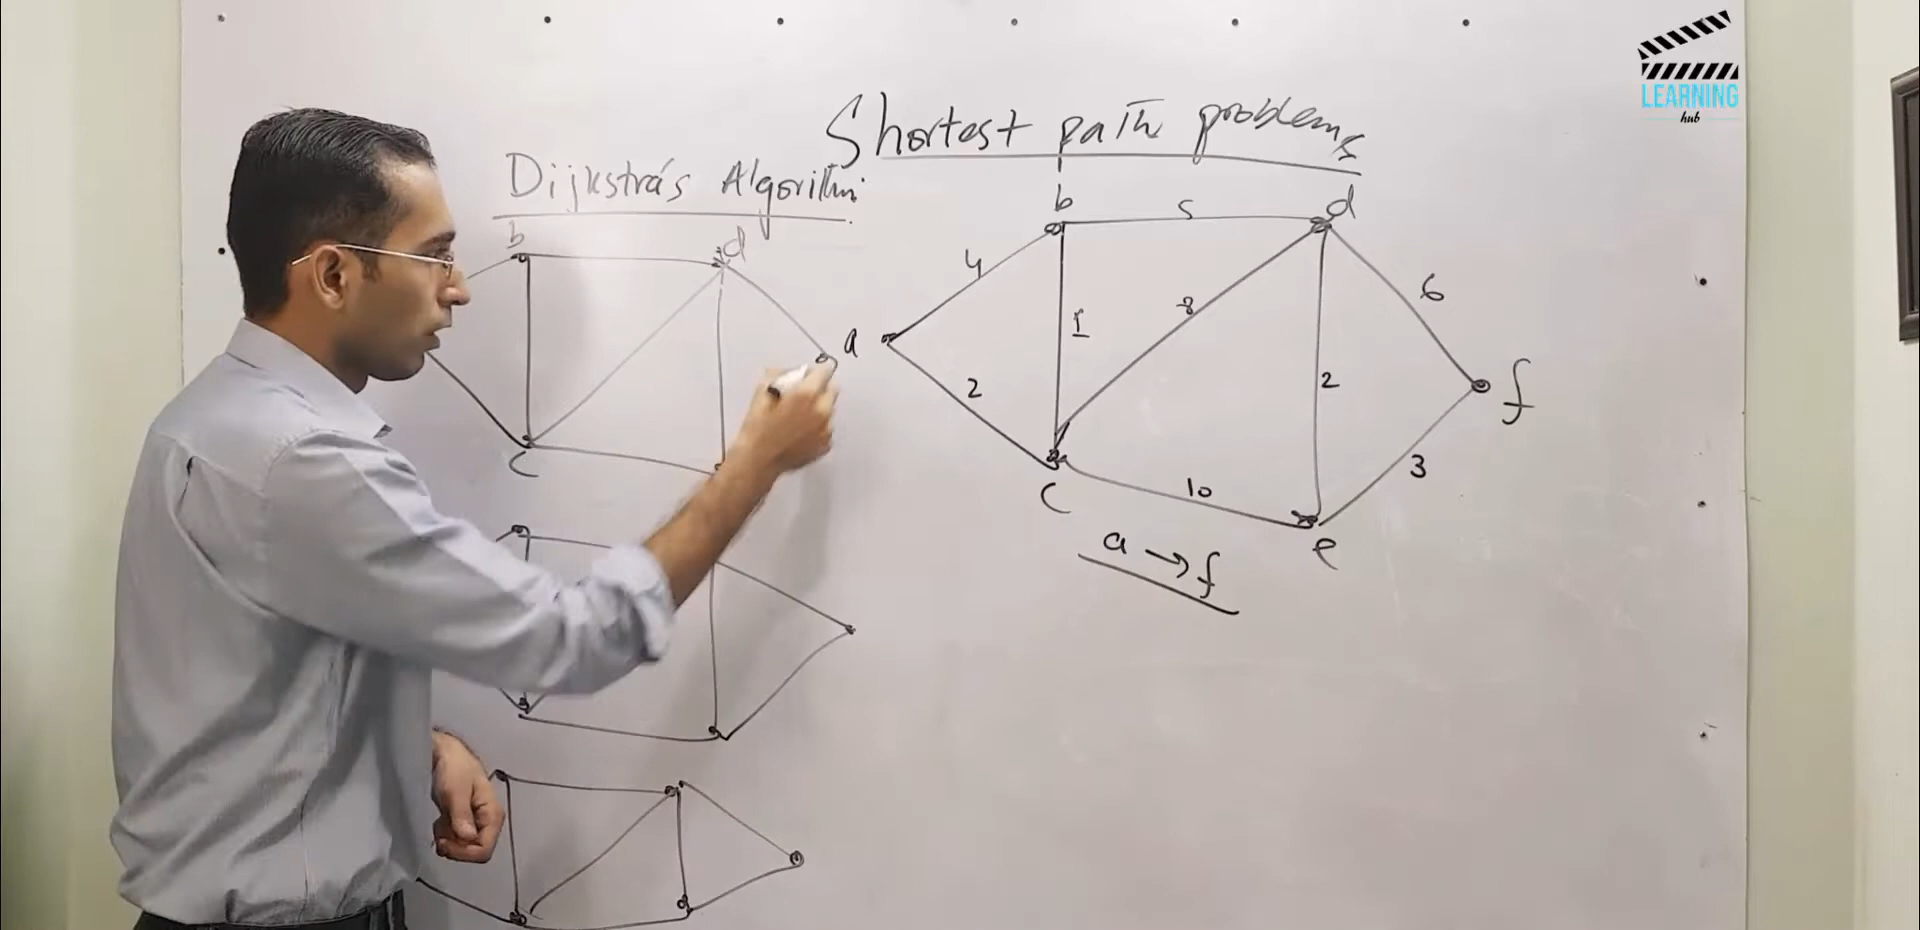 LEARNING
hub
Shortest path problems
Dijkstra's Algorithm:
b
d
c
b
5
d
4
1
8
6
a
2
2
f
3
10
c
e
a → f